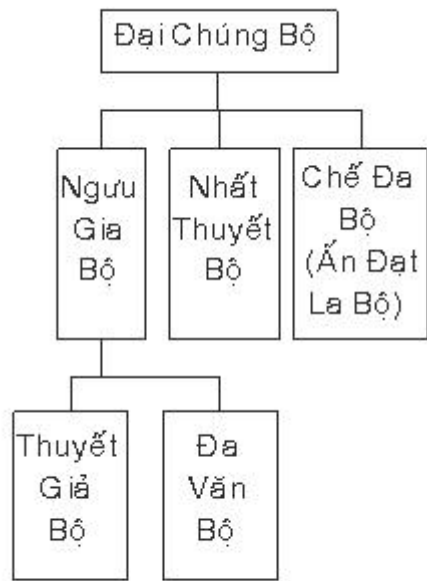 Đại Chúng Bộ
Ngưu
Gia
Bộ
Nhất
Thuyết
Bộ
Chế Đa
Bộ
(Ấn Đạt
La Bộ)
Thuyết
Giả
Bộ
Đa
Văn
Bộ